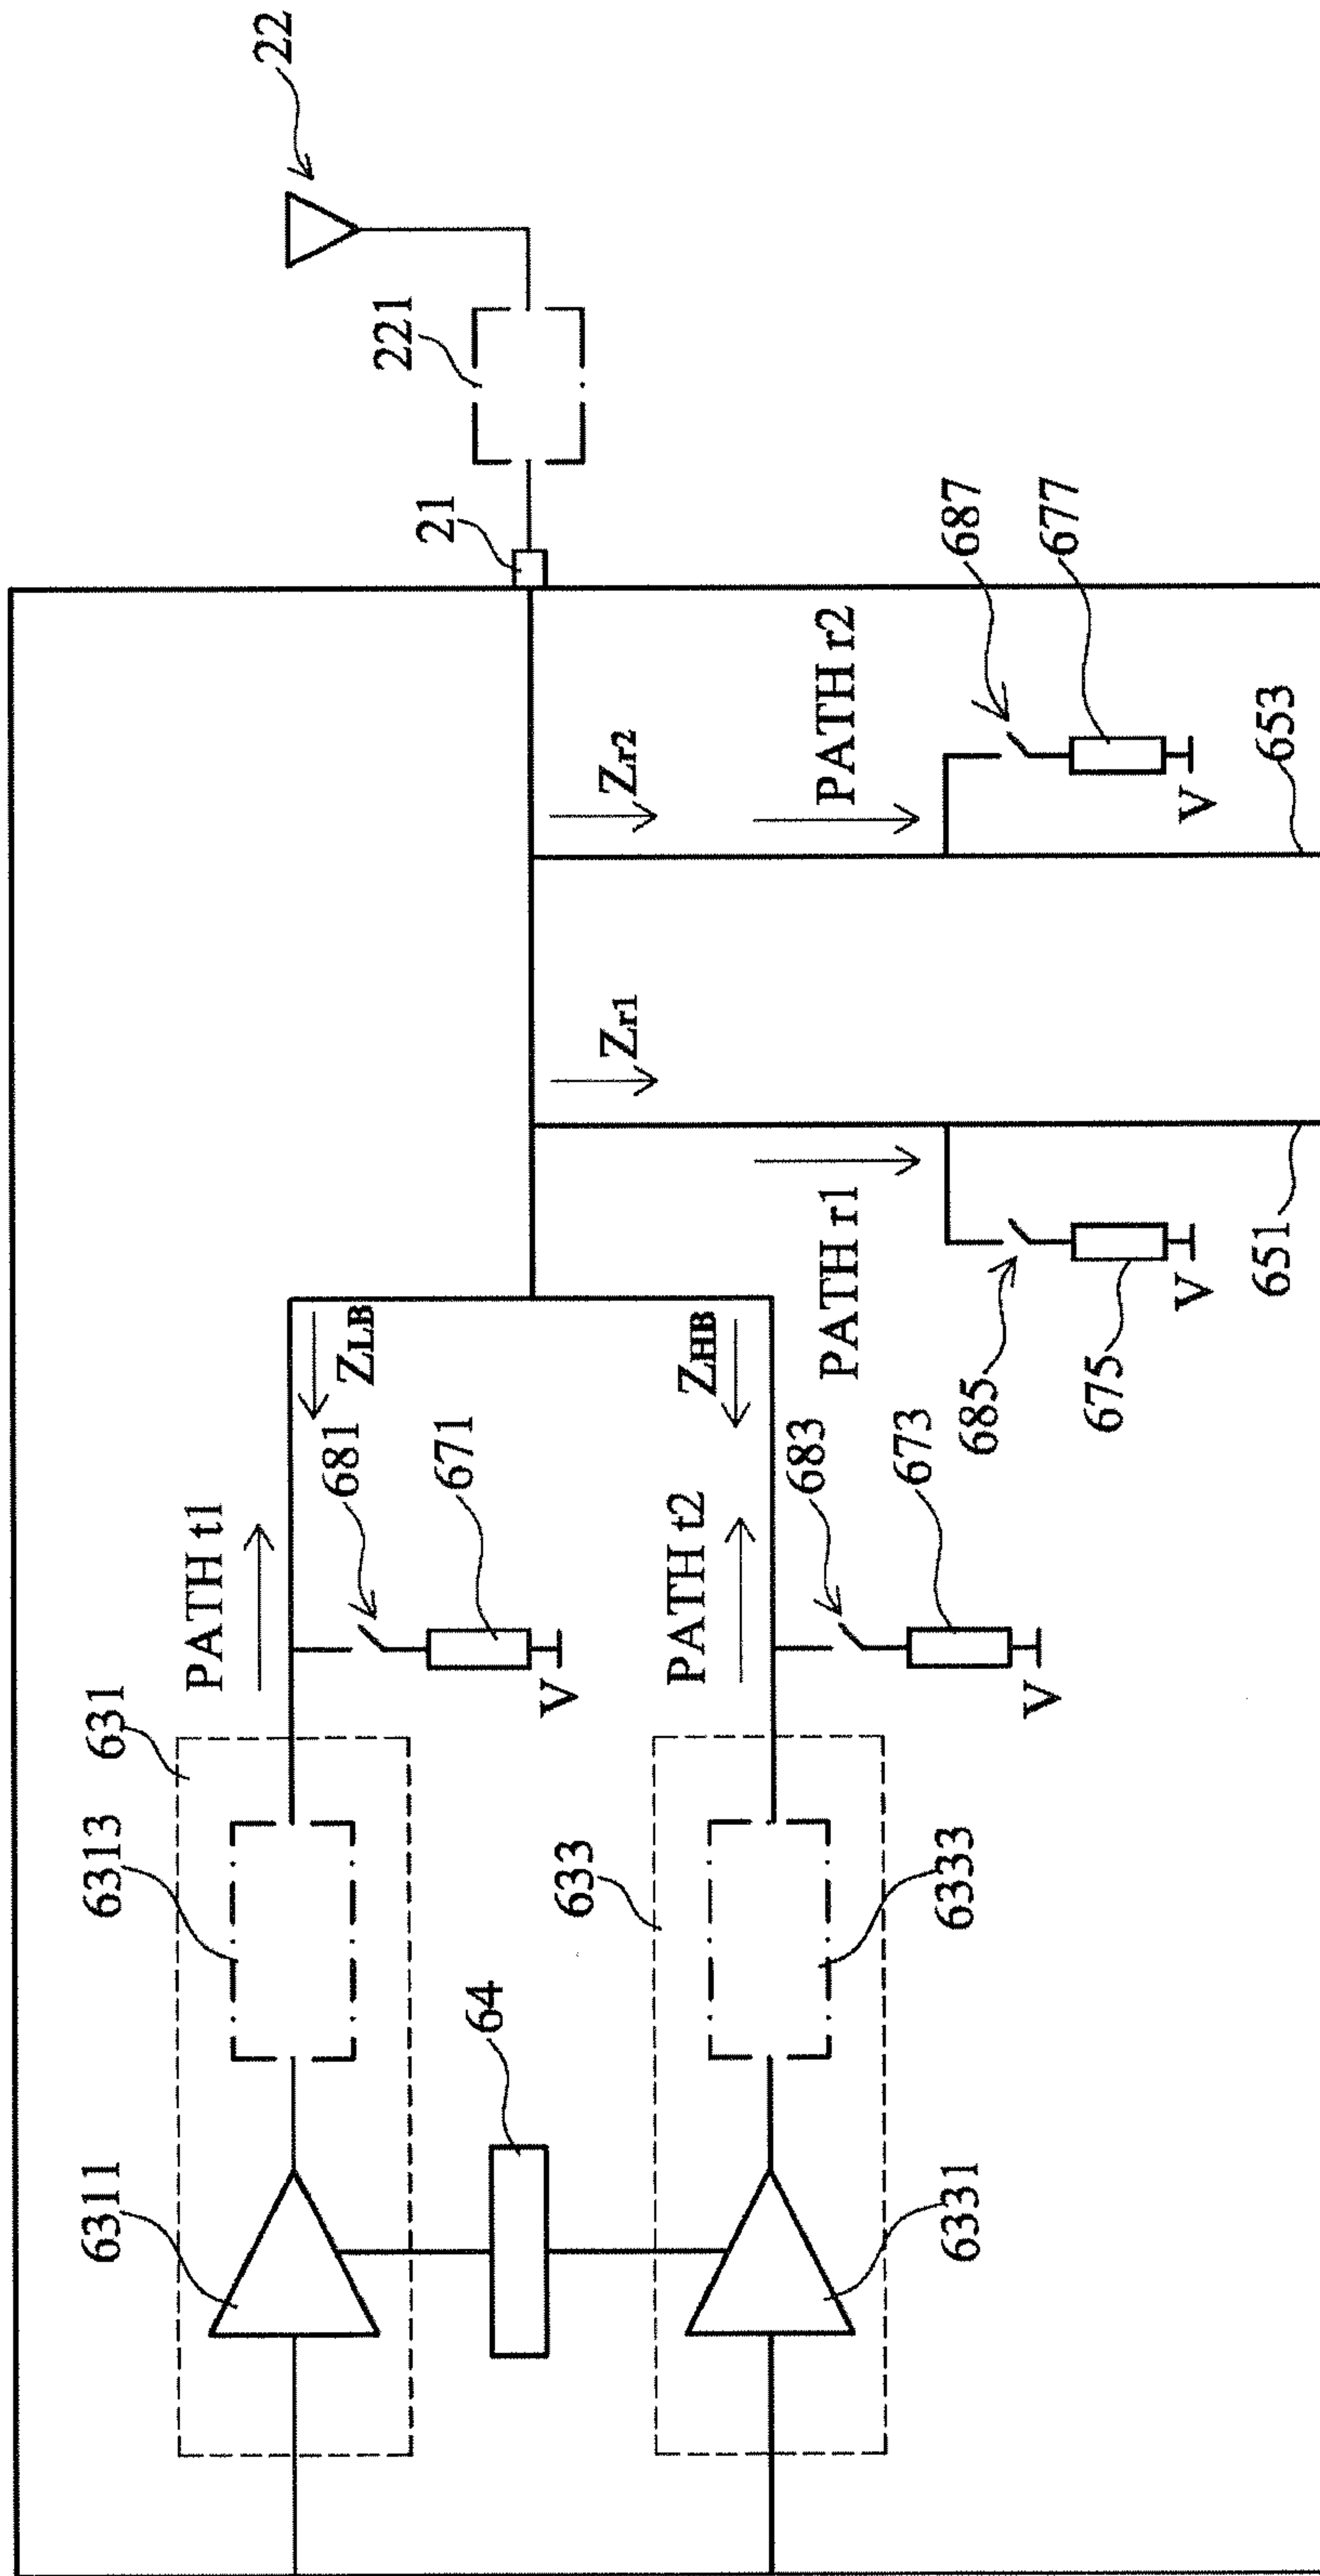 22
221
21
631
PATH t1
6313
6311
ZLB
681
671
V
64
633
PATH t2
ZHB
683
673
V
6333
6331
Zr1
Zr2
PATH r1
PATH r2
685
675
V
687
677
V
651
653